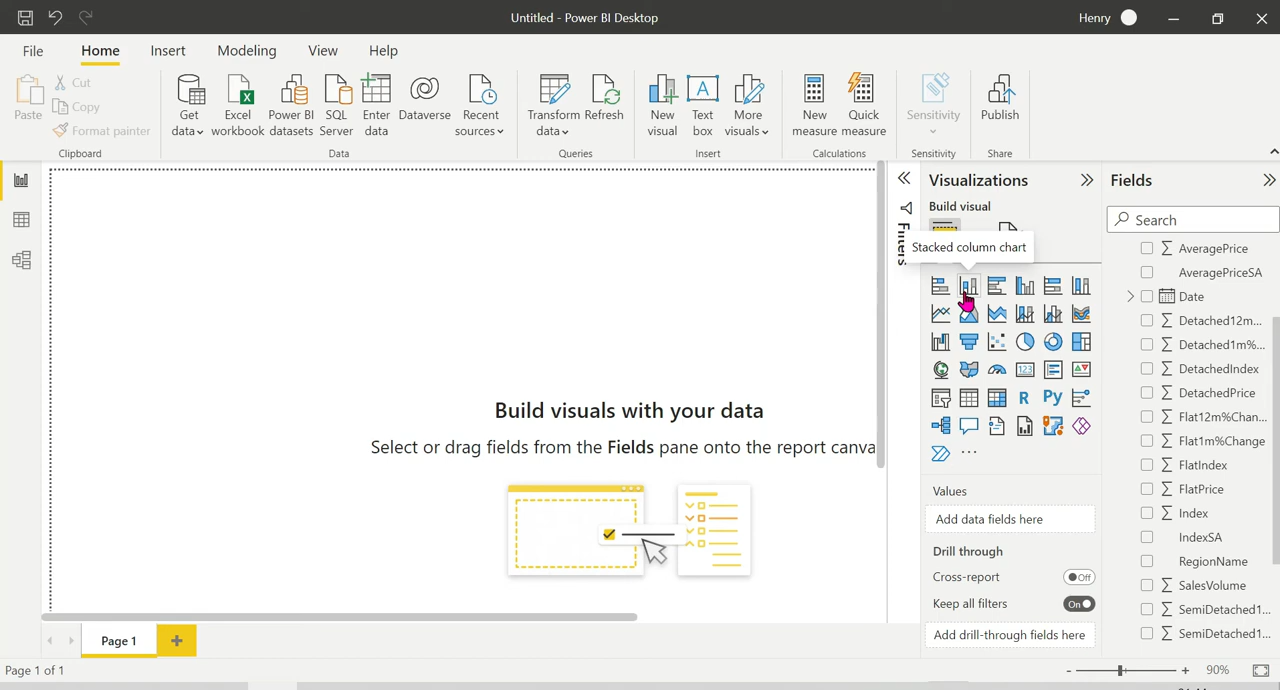 Untitled - Power BI Desktop
Henry
File Home Insert Modeling View Help
Paste
Cut
Copy
Format painter
Clipboard
Get data
Excel workbook
Power BI datasets
SQL Server
Enter data
Dataverse
Recent sources
Data
Transform data
Refresh
Queries
New visual
Text box
More visuals
Insert
New measure
Quick measure
Calculations
Sensitivity
Sensitivity
Publish
Share
Build visuals with your data
Select or drag fields from the Fields pane onto the report canva
Filters
Visualizations
Build visual
Stacked column chart
123
R
Py
...
Values
Add data fields here
Drill through
Cross-report
Off
Keep all filters
On
Add drill-through fields here
Fields
Search
AveragePrice
AveragePriceSA
Date
Detached12m...
Detached1m%...
DetachedIndex
DetachedPrice
Flat12m%Chan...
Flat1m%Change
FlatIndex
FlatPrice
Index
IndexSA
RegionName
SalesVolume
SemiDetached1...
SemiDetached1...
Page 1
Page 1 of 1
- + 90%